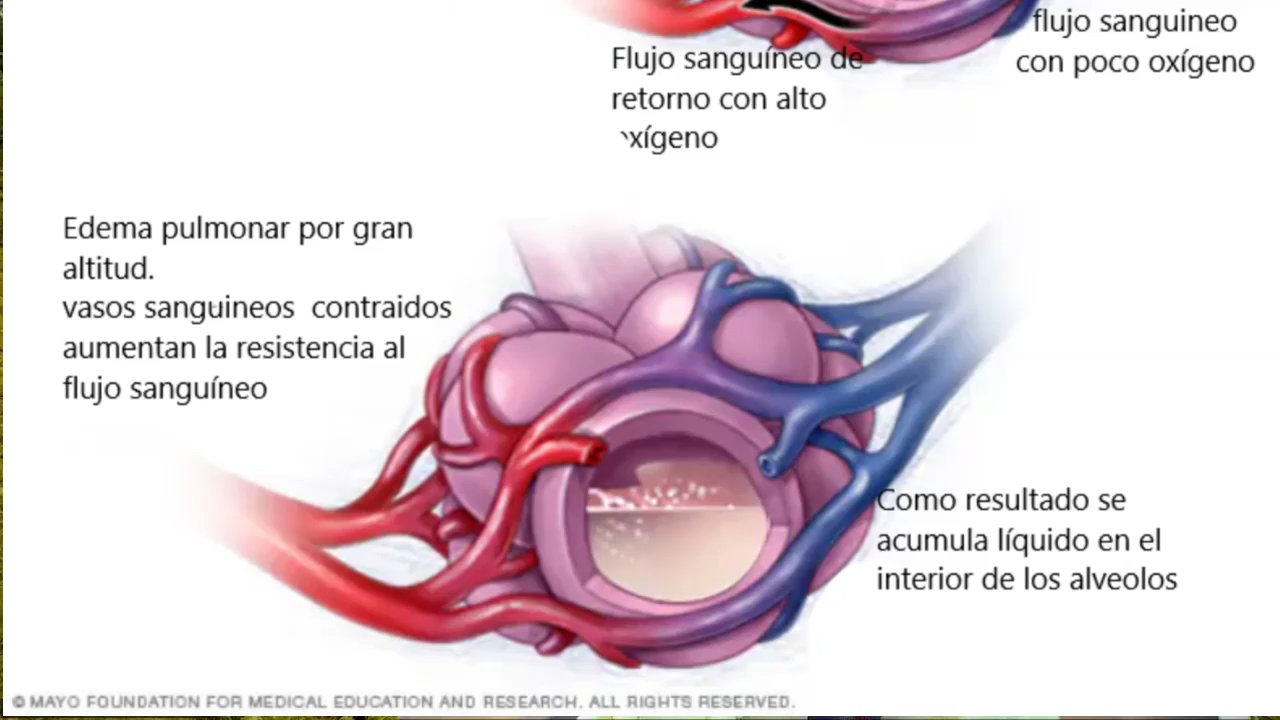 flujo sanguineo
con poco oxígeno
Flujo sanguíneo de
retorno con alto
oxígeno
Edema pulmonar por gran
altitud.
vasos sanguineos contraidos
aumentan la resistencia al
flujo sanguíneo
Como resultado se
acumula líquido en el
interior de los alveolos
© MAYO FOUNDATION FOR MEDICAL EDUCATION AND RESEARCH. ALL RIGHTS RESERVED.